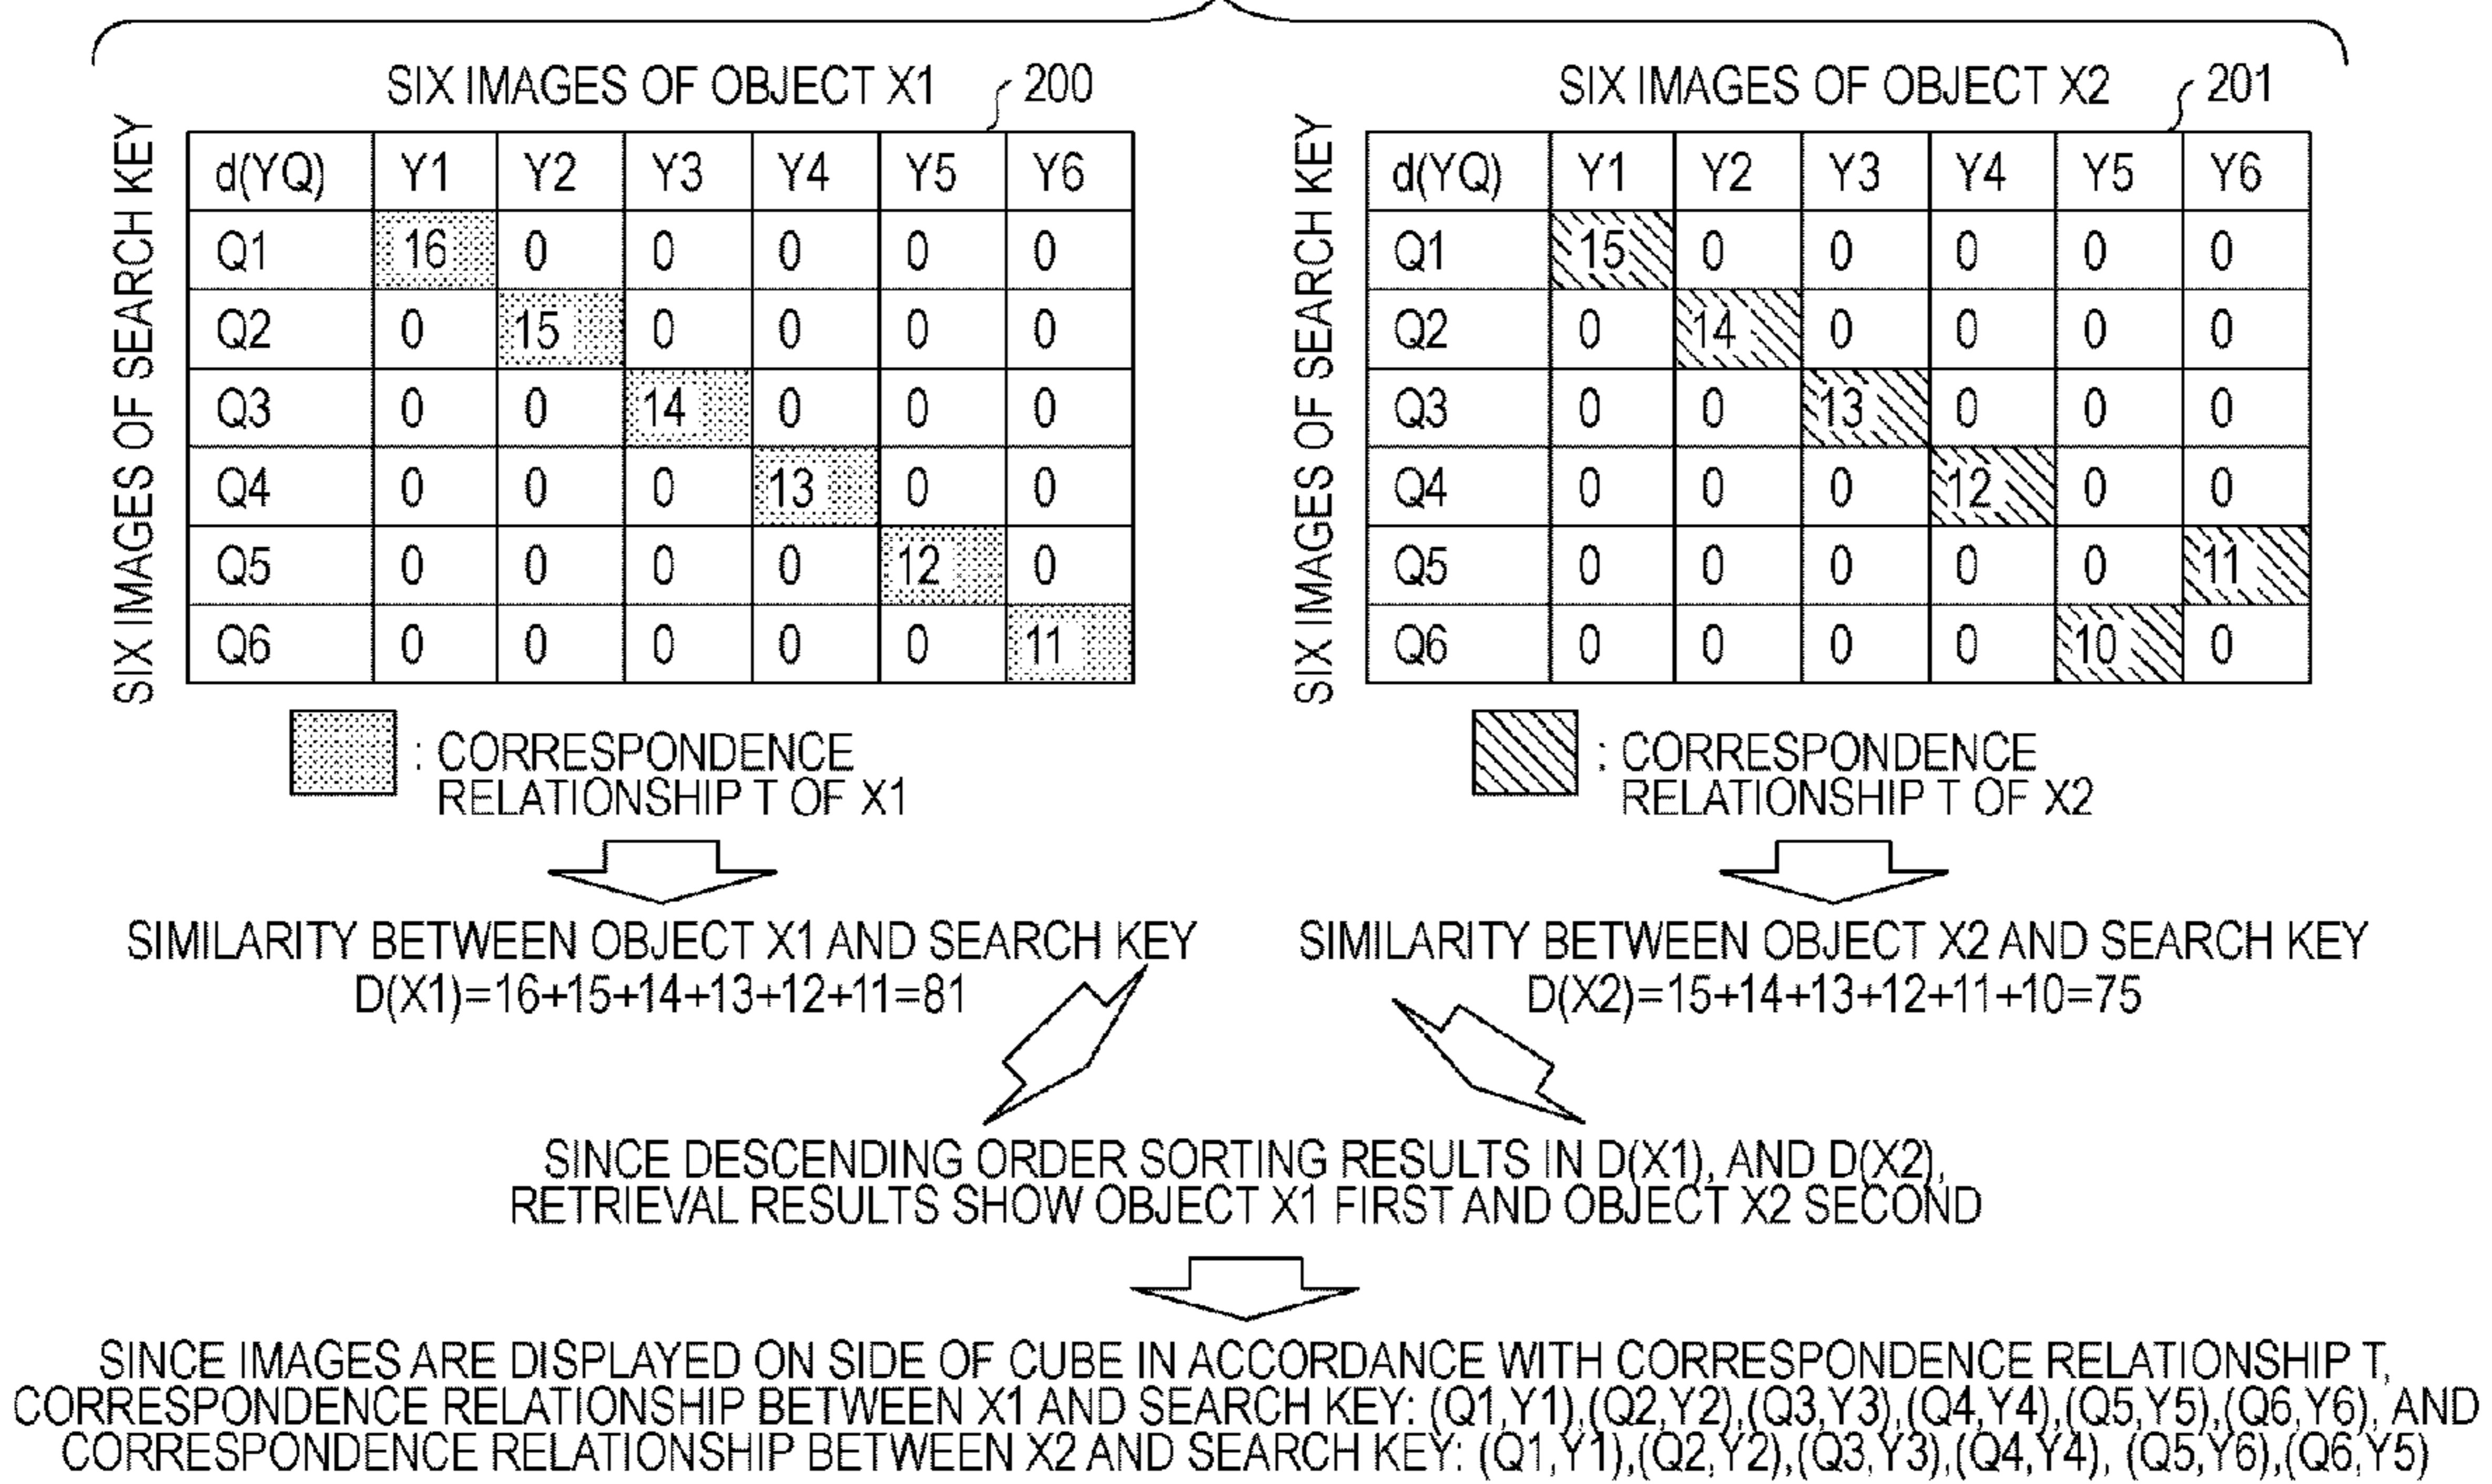 SIX IMAGES OF OBJECT X1 200
SIX IMAGES OF SEARCH KEY
d(YQ) Y1 Y2 Y3 Y4 Y5 Y6
Q1 16 0 0 0 0 0
Q2 0 15 0 0 0 0
Q3 0 0 14 0 0 0
Q4 0 0 0 13 0 0
Q5 0 0 0 0 12 0
Q6 0 0 0 0 0 11
: CORRESPONDENCE
RELATIONSHIP T OF X1
SIMILARITY BETWEEN OBJECT X1 AND SEARCH KEY
D(X1)=16+15+14+13+12+11=81
SIX IMAGES OF OBJECT X2 201
SIX IMAGES OF SEARCH KEY
d(YQ) Y1 Y2 Y3 Y4 Y5 Y6
Q1 15 0 0 0 0 0
Q2 0 14 0 0 0 0
Q3 0 0 13 0 0 0
Q4 0 0 0 12 0 0
Q5 0 0 0 0 0 11
Q6 0 0 0 0 10 0
: CORRESPONDENCE
RELATIONSHIP T OF X2
SIMILARITY BETWEEN OBJECT X2 AND SEARCH KEY
D(X2)=15+14+13+12+11+10=75
SINCE DESCENDING ORDER SORTING RESULTS IN D(X1), AND D(X2),
RETRIEVAL RESULTS SHOW OBJECT X1 FIRST AND OBJECT X2 SECOND
SINCE IMAGES ARE DISPLAYED ON SIDE OF CUBE IN ACCORDANCE WITH CORRESPONDENCE RELATIONSHIP T,
CORRESPONDENCE RELATIONSHIP BETWEEN X1 AND SEARCH KEY: (Q1,Y1),(Q2,Y2),(Q3,Y3),(Q4,Y4),(Q5,Y5),(Q6,Y6), AND
CORRESPONDENCE RELATIONSHIP BETWEEN X2 AND SEARCH KEY: (Q1,Y1),(Q2,Y2),(Q3,Y3),(Q4,Y4), (Q5,Y6),(Q6,Y5)